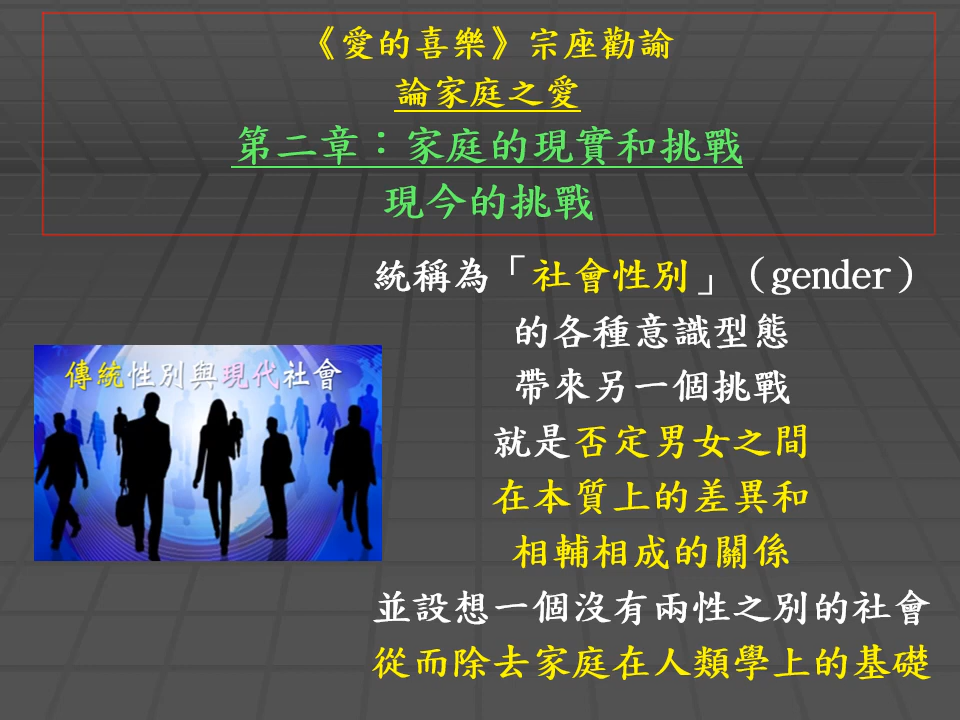 《愛的喜樂》宗座勸諭
論家庭之愛
第二章：家庭的現實和挑戰
現今的挑戰
統稱為「社會性別」（gender）
的各種意識型態
帶來另一個挑戰
就是否定男女之間
在本質上的差異和
相輔相成的關係
並設想一個沒有兩性之別的社會
從而除去家庭在人類學上的基礎
傳統性別與現代社會